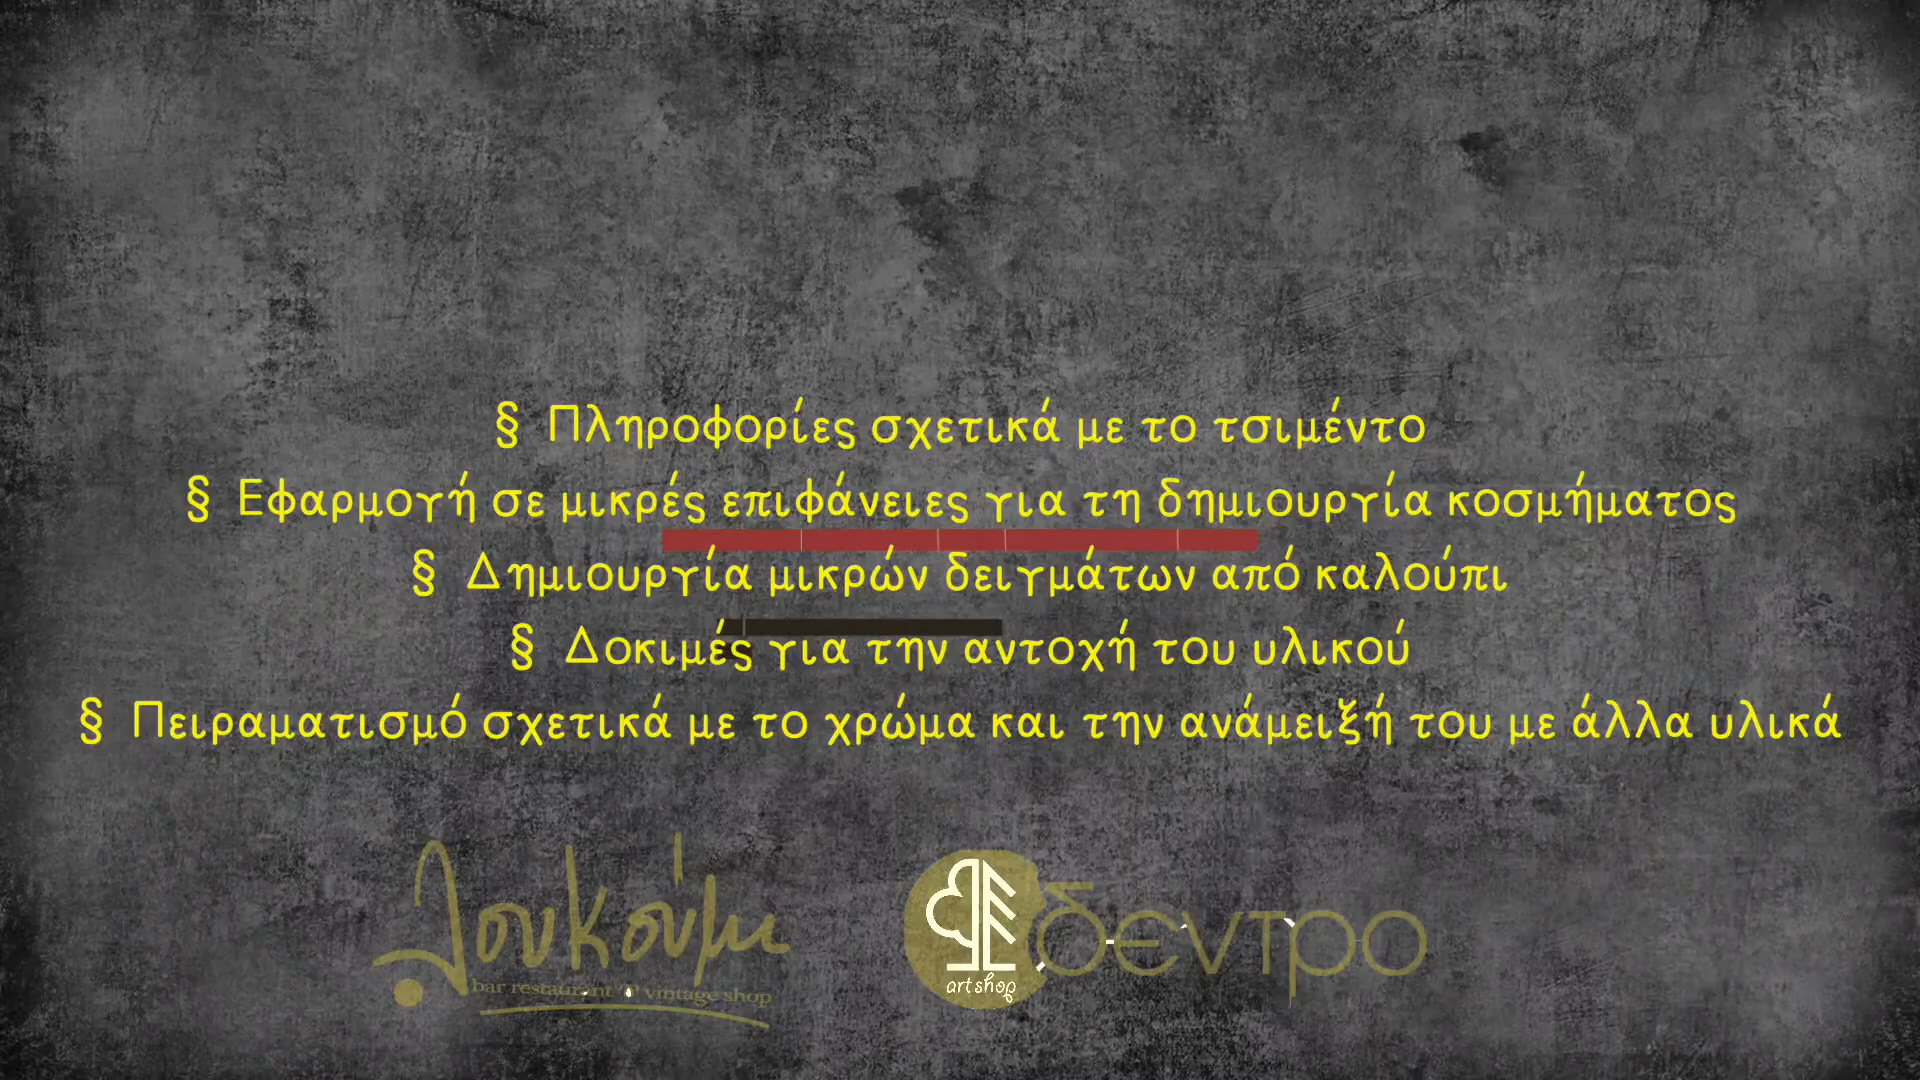 § Πληροφορίες σχετικά με το τσιμέντο
§ Εφαρμογή σε μικρές επιφάνειες για τη δημιουργία κοσμήματος
§ Δημιουργία μικρών δειγμάτων από καλούπι
§ Δοκιμές για την αντοχή του υλικού
§ Πειραματισμό σχετικά με το χρώμα και την ανάμειξή του με άλλα υλικά
Λουκούμι
bar restaurant vintage shop
δεντρο
art shop